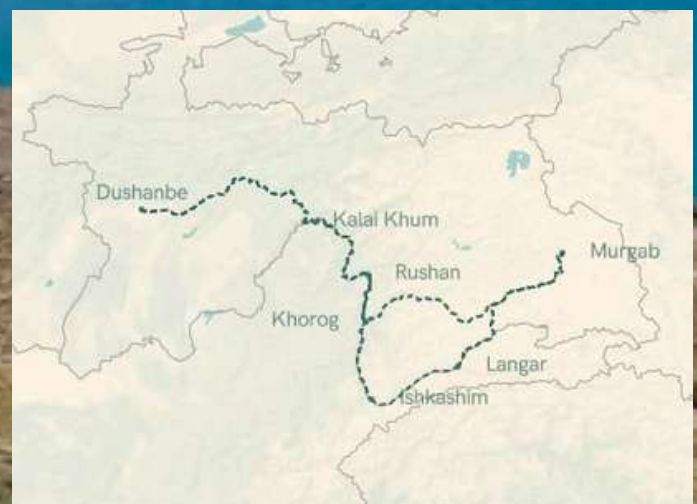 Dushanbe
Kalai Khum
Rushan
Murgab
Khorog
Langar
Ishkashim